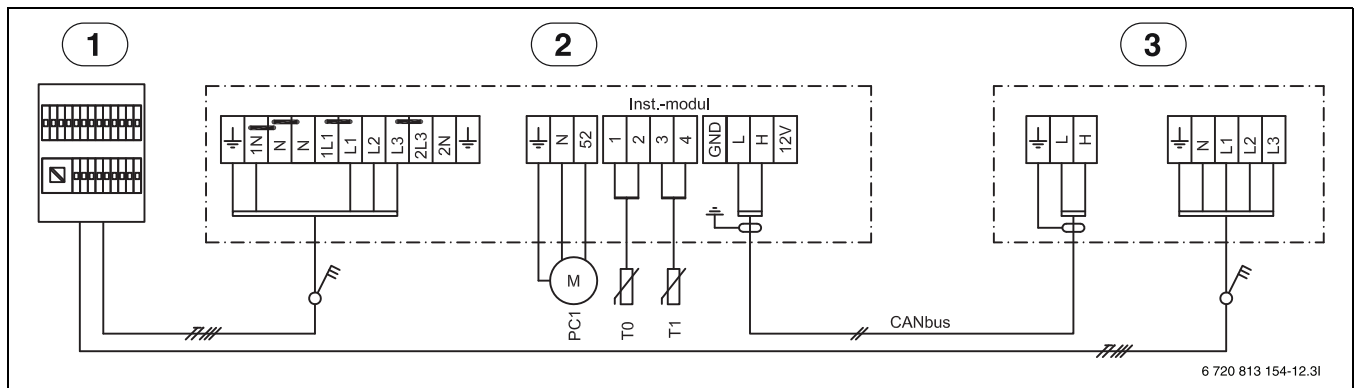 1
2
3
Inst.-modul
1N N N 1L1 L1 L2 L3 2L3 2N
N 52
1 2 3 4
GND L H 12V
L H
N L1 L2 L3
M
PC1
T0
T1
CANbus
6 720 813 154-12.3I